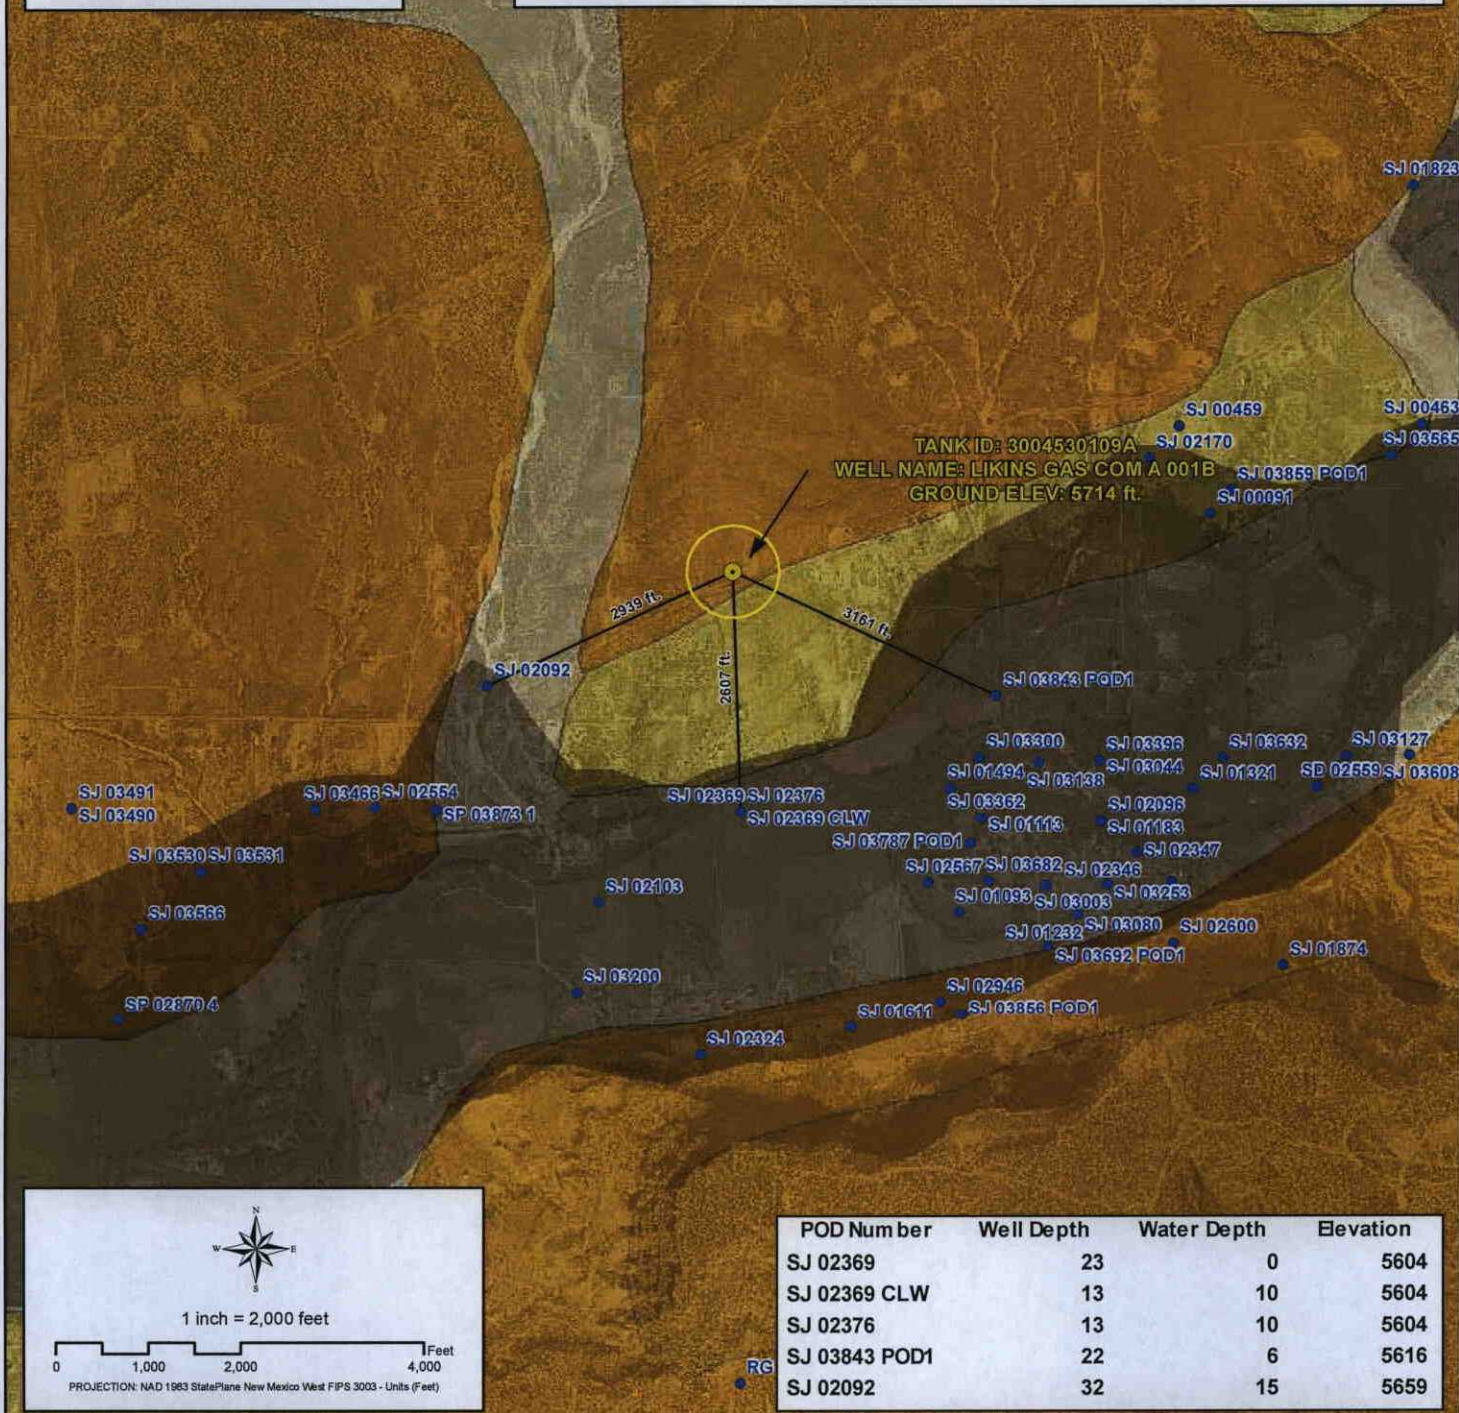 SJ 01823
SJ 00459
SJ 00463
TANK ID: 3004530109A
SJ 02170
SJ 03565
WELL NAME: LIKINS GAS COM A 001B
SJ 03859 POD1
GROUND ELEV: 5714 ft.
SJ 00091
2939 ft.
3161 ft.
2607 ft.
SJ 02092
SJ 03843 POD1
SJ 03300
SJ 03396
SJ 03632
SJ 03127
SJ 01494
SJ 03138
SJ 03044
SJ 01321
SD 02559
SJ 03608
SJ 03491
SJ 03490
SJ 03466
SJ 02554
SP 03873 1
SJ 02369
SJ 02376
SJ 02369 CLW
SJ 03362
SJ 02096
SJ 01113
SJ 01183
SJ 03787 POD1
SJ 02347
SJ 03530
SJ 03531
SJ 02567
SJ 03682
SJ 02346
SJ 03253
SJ 02103
SJ 01093
SJ 03003
SJ 03566
SJ 03080
SJ 02600
SJ 01232
SJ 03692 POD1
SJ 01874
SJ 03200
SJ 02946
SP 02870 4
SJ 01611
SJ 03856 POD1
SJ 02324
N
W E
S
1 inch = 2,000 feet
Feet
0 1,000 2,000 4,000
PROJECTION: NAD 1983 StatePlane New Mexico West FIPS 3003 - Units (Feet)
RG
POD Number Well Depth Water Depth Elevation
SJ 02369 23 0 5604
SJ 02369 CLW 13 10 5604
SJ 02376 13 10 5604
SJ 03843 POD1 22 6 5616
SJ 02092 32 15 5659